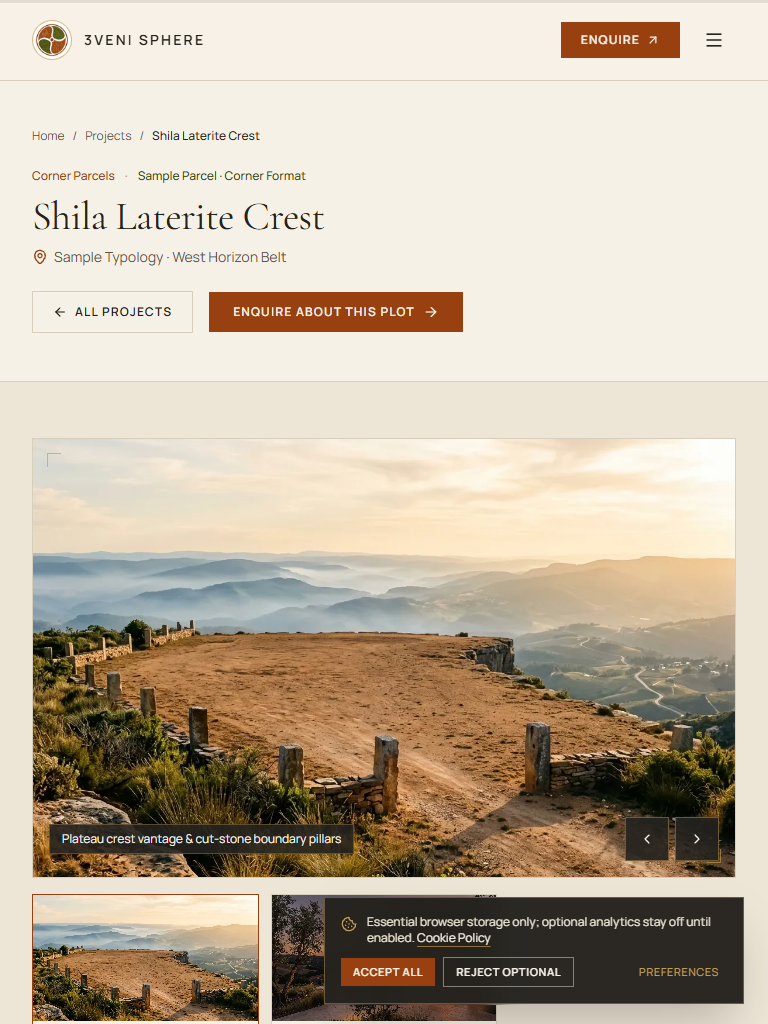 3VENI SPHERE
ENQUIRE
Home / Projects / Shila Laterite Crest
Corner Parcels · Sample Parcel · Corner Format
Shila Laterite Crest
Sample Typology · West Horizon Belt
ALL PROJECTS
ENQUIRE ABOUT THIS PLOT
Plateau crest vantage & cut-stone boundary pillars
Essential browser storage only; optional analytics stay off until
enabled. Cookie Policy
ACCEPT ALL
REJECT OPTIONAL
PREFERENCES